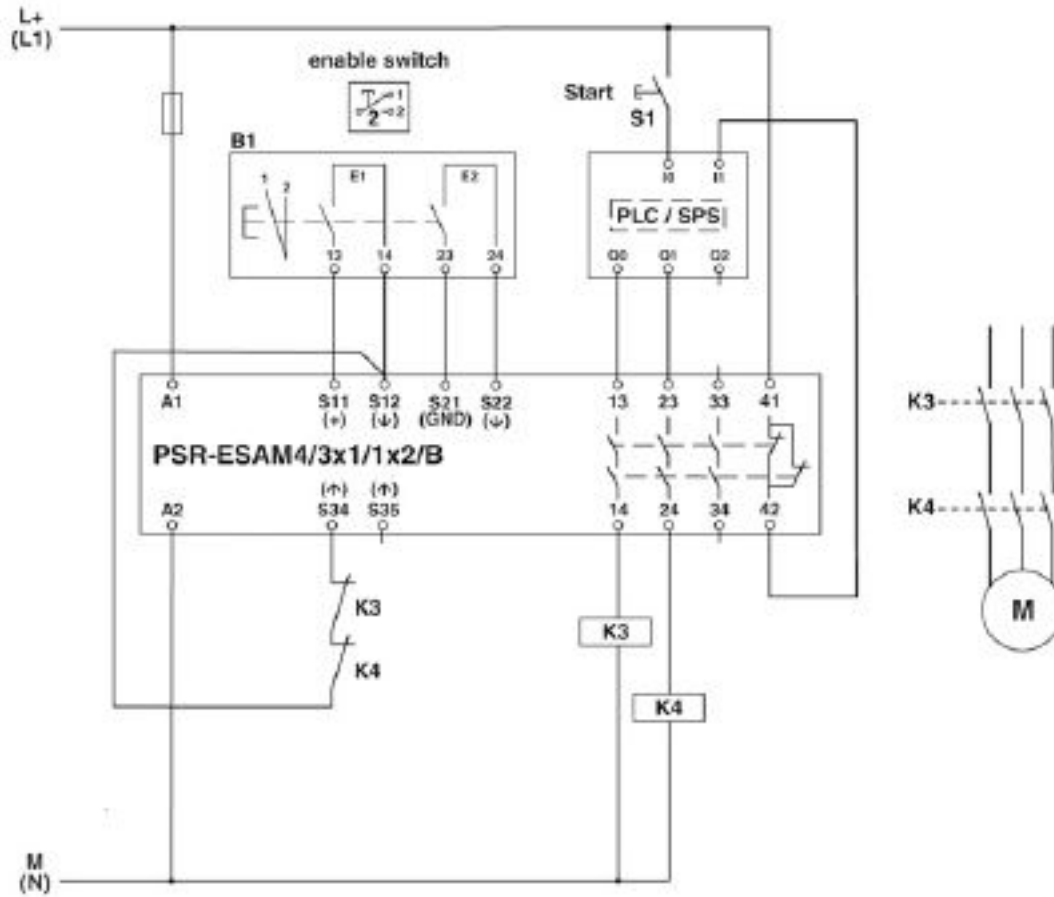 L+
(L1)
enable switch
1
2 2
Start
S1
B1
1 2 E1 E2
I0 I1
PLC / SPS
13 14 23 24
Q0 Q1 Q2
A1 S11 S12 S21 S22 13 23 33 41
(+) (↓) (GND) (↓)
PSR-ESAM4/3x1/1x2/B
(↑) (↑)
A2 S34 S35 14 24 34 42
K3
K4
K3
K4
K3
K4
M
M
(N)